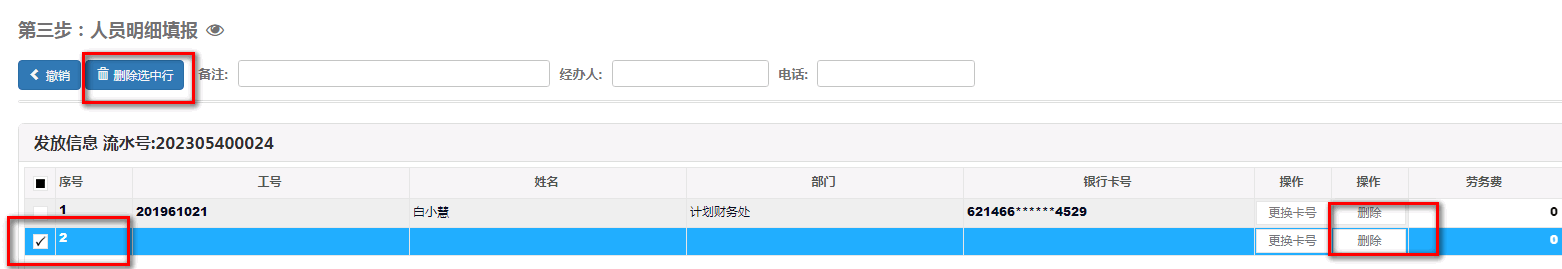 第三步：人员明细填报
撤销 删除选中行 备注: 经办人: 电话:
发放信息 流水号:202305400024
序号 工号 姓名 部门 银行卡号 操作 操作 劳务费
1 201961021 白小慧 计划财务处 621466******4529 更换卡号 删除 0
2 更换卡号 删除 0